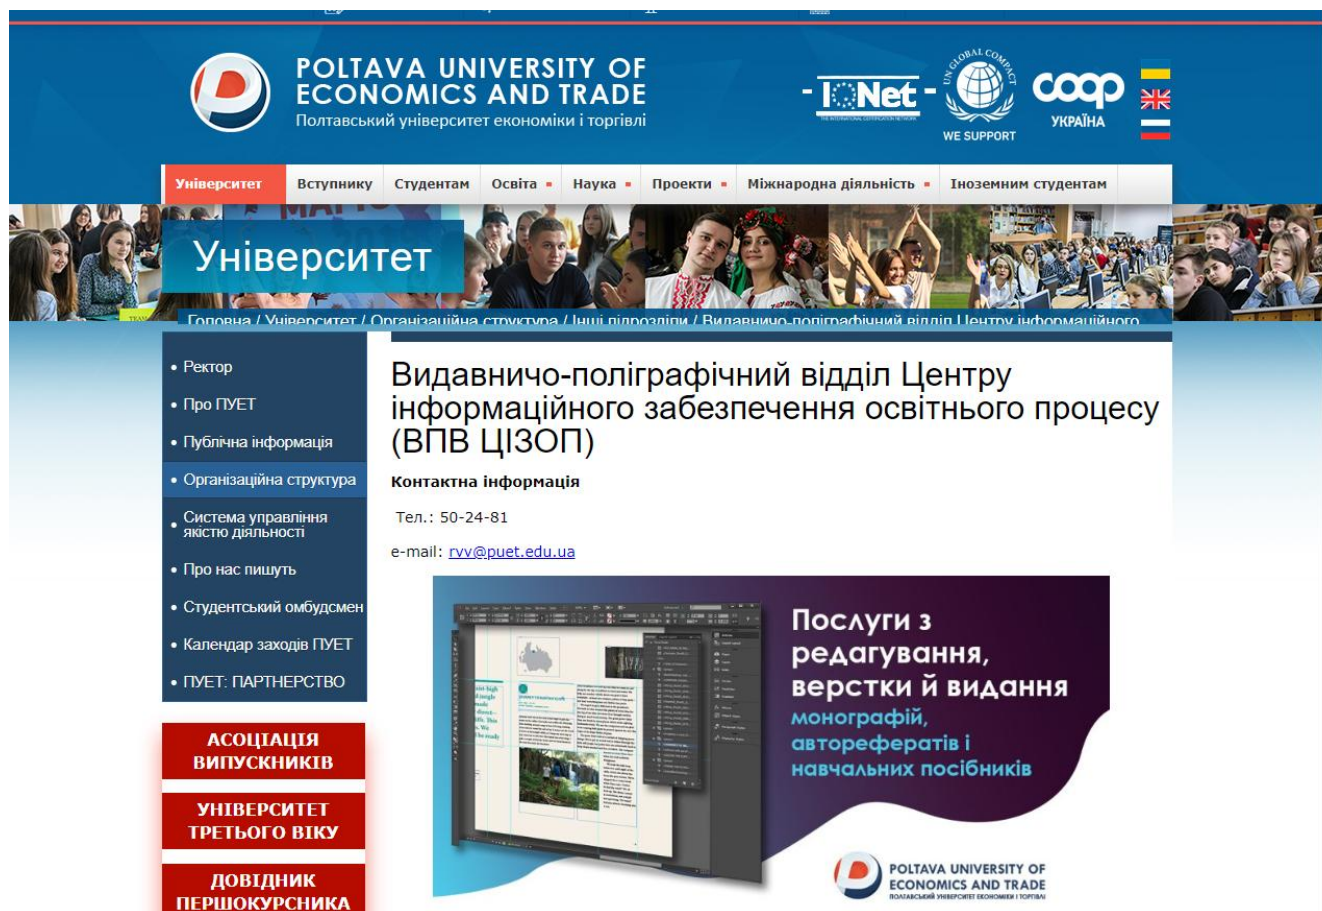 POLTAVA UNIVERSITY OF
ECONOMICS AND TRADE
Полтавський університет економіки і торгівлі
- IQNet -
THE INTERNATIONAL CERTIFICATION NETWORK
UN GLOBAL COMPACT
WE SUPPORT
coop
УКРАЇНА
Університет Вступнику Студентам Освіта Наука Проекти Міжнародна діяльність Іноземним студентам
Університет
Головна / Університет / Організаційна структура / Інші підрозділи / Видавничо-поліграфічний відділ Центру інформаційного
• Ректор
• Про ПУЕТ
• Публічна інформація
• Організаційна структура
• Система управління
якістю діяльності
• Про нас пишуть
• Студентський омбудсмен
• Календар заходів ПУЕТ
• ПУЕТ: ПАРТНЕРСТВО
АСОЦІАЦІЯ
ВИПУСКНИКІВ
УНІВЕРСИТЕТ
ТРЕТЬОГО ВІКУ
ДОВІДНИК
ПЕРШОКУРСНИКА
Видавничо-поліграфічний відділ Центру
інформаційного забезпечення освітнього процесу
(ВПВ ЦІЗОП)
Контактна інформація
Тел.: 50-24-81
e-mail: rvv@puet.edu.ua
Послуги з
редагування,
верстки й видання
монографій,
авторефератів і
навчальних посібників
POLTAVA UNIVERSITY OF
ECONOMICS AND TRADE
ПОЛТАВСЬКИЙ УНІВЕРСИТЕТ ЕКОНОМІКИ І ТОРГІВЛІ